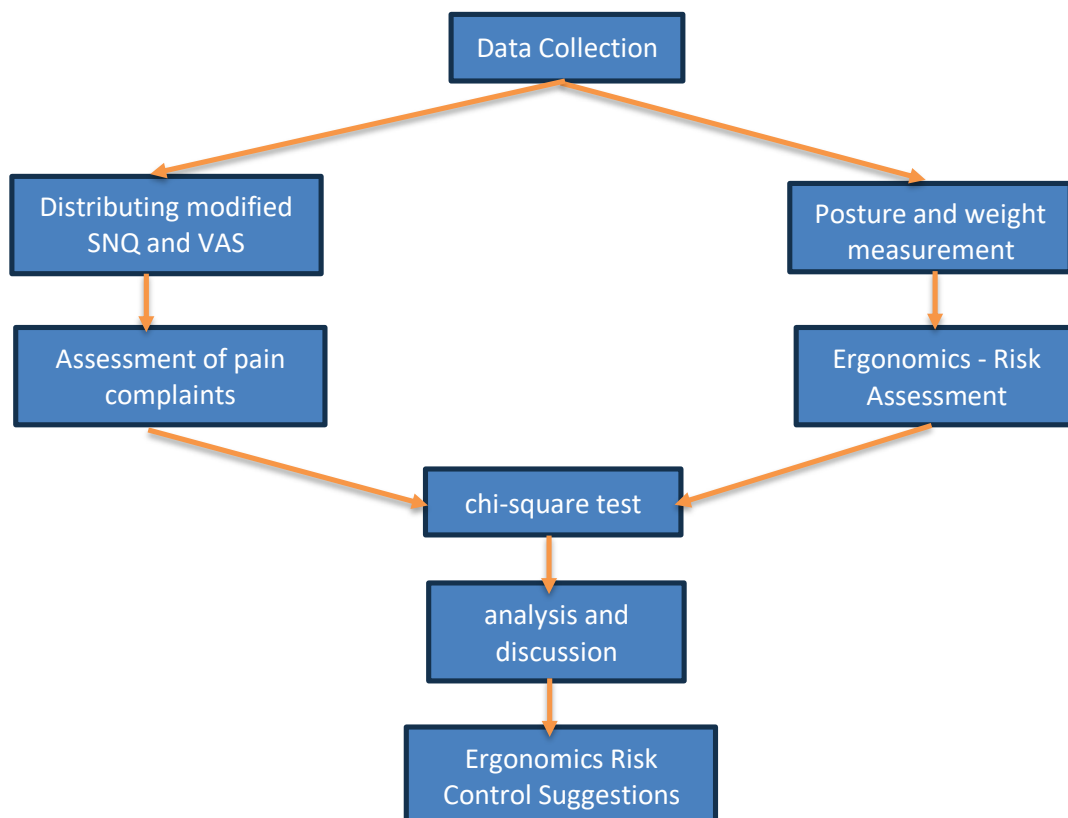 Data Collection
Distributing modified
SNQ and VAS
Posture and weight
measurement
Assessment of pain
complaints
Ergonomics - Risk
Assessment
chi-square test
analysis and
discussion
Ergonomics Risk
Control Suggestions